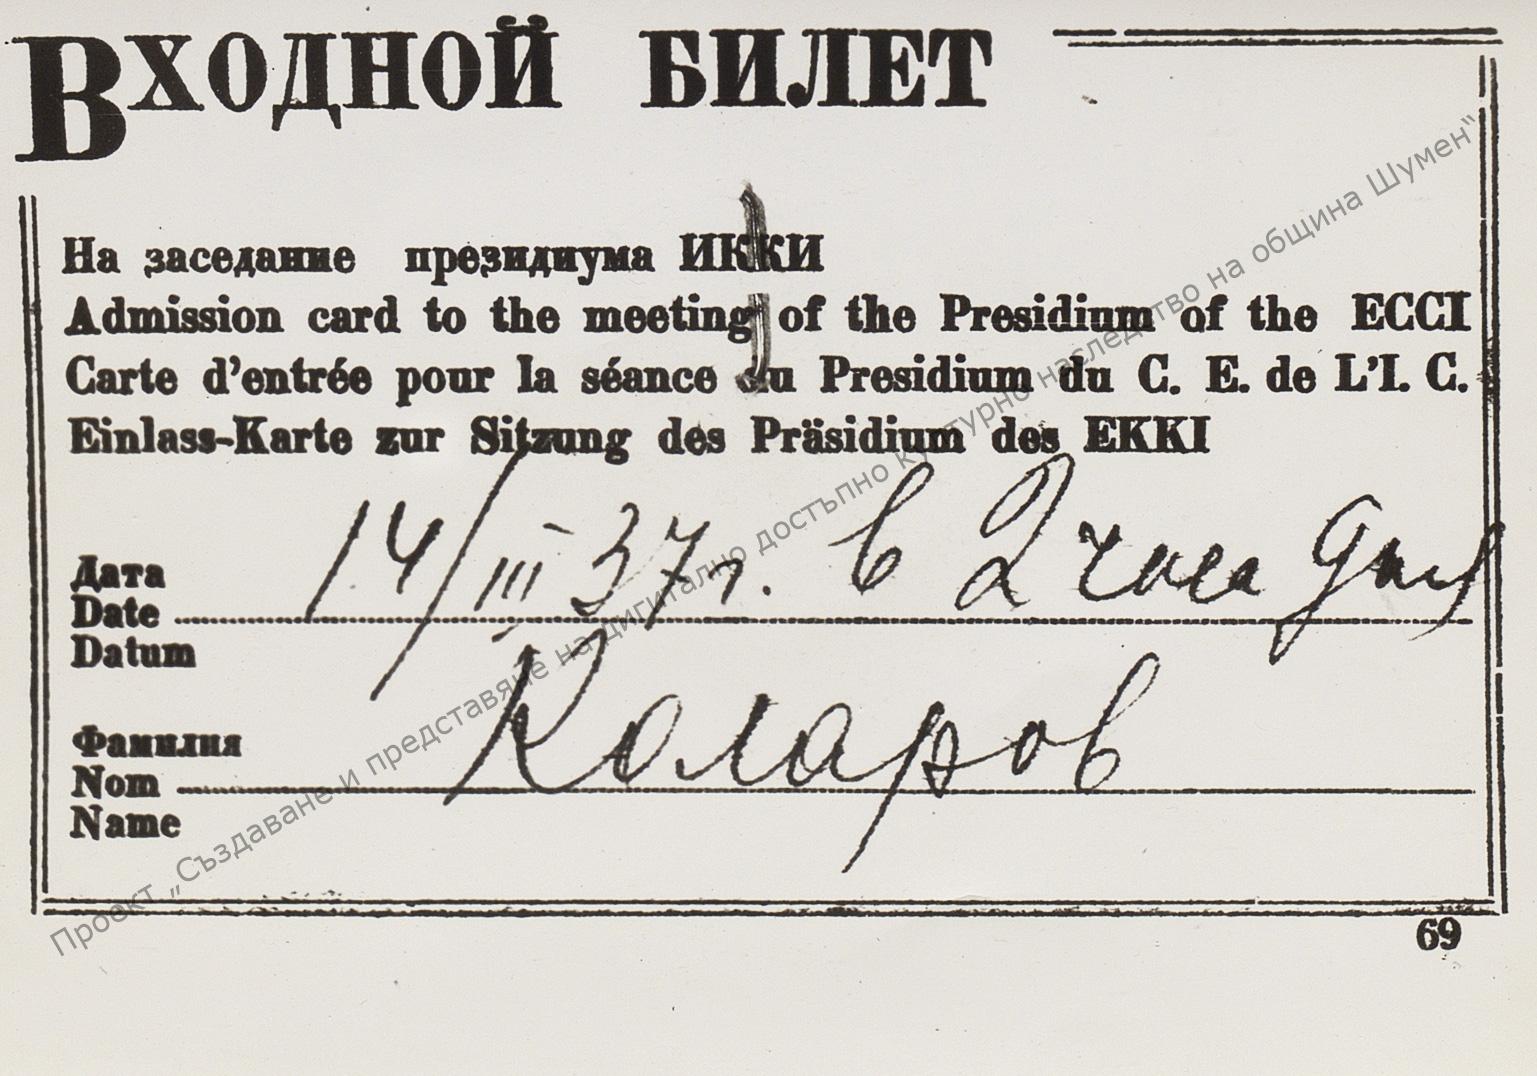 ВХОДНОЙ БИЛЕТ
На заседание президиума ИККИ
Admission card to the meeting of the Presidium of the ECCI
Carte d'entrée pour la séance du Presidium du C. E. de L'I. C.
Einlass-Karte zur Sitzung des Präsidium des EKKI
Дата
Date 14/III 37 г. в 2 часа дня
Datum
Фамилия
Nom Коларов
Name
69
Проект „Създаване и представяне на дигитално достъпно културно наследство на община Шумен“